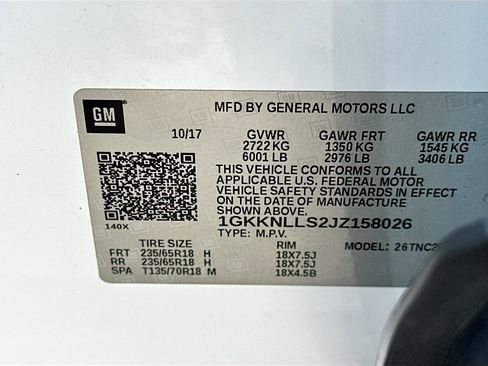 GM
MFD BY GENERAL MOTORS LLC
10/17 GVWR GAWR FRT GAWR RR
2722 KG 1350 KG 1545 KG
6001 LB 2976 LB 3406 LB
THIS VEHICLE CONFORMS TO ALL
APPLICABLE U.S. FEDERAL MOTOR
VEHICLE SAFETY STANDARDS IN EFFECT
ON THE DATE OF MANUFACTURE
SHOWN ABOVE.
1GKKNLLS2JZ158026
140X
TYPE: M.P.V. MODEL:
TIRE SIZE RIM
FRT 235/65R18 H 18X7.5J
RR 235/65R18 H 18X7.5J
SPA T135/70R18 M 18X4.5B